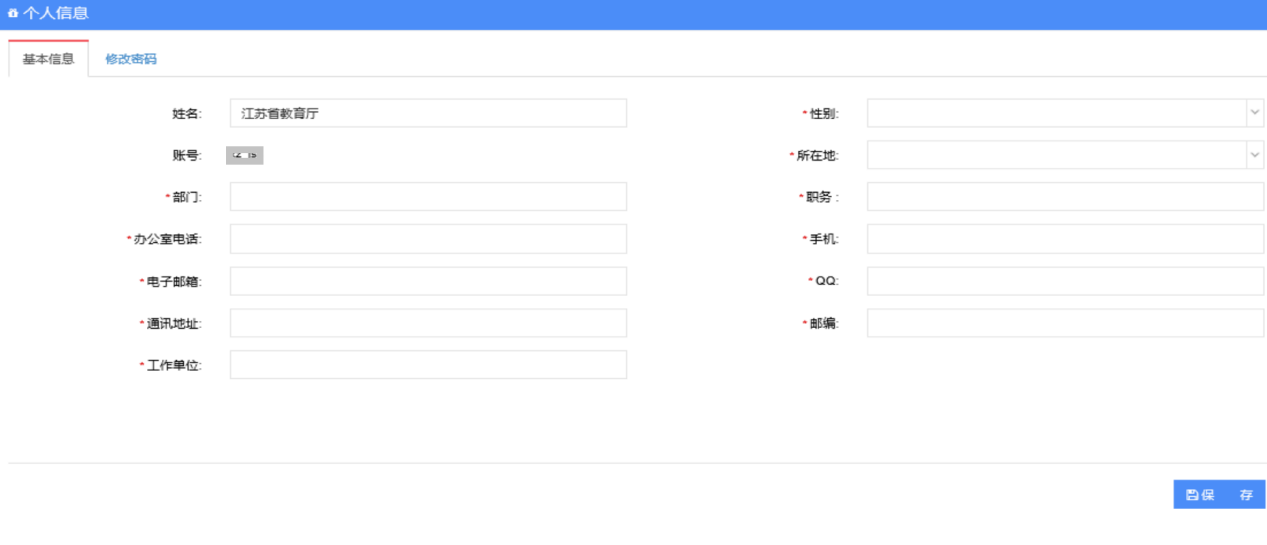 个人信息
基本信息 修改密码
姓名: 江苏省教育厅 *性别:
账号: *所在地:
*部门: *职务:
*办公室电话: *手机:
*电子邮箱: *QQ:
*通讯地址: *邮编:
*工作单位:
保 存